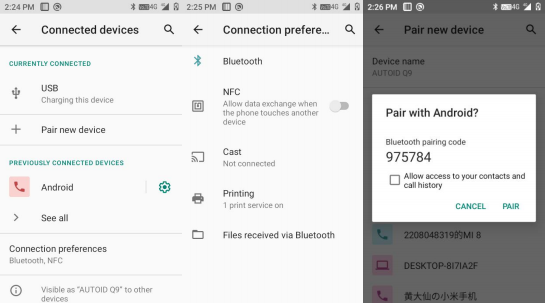 2:24 PM
4G
Connected devices
CURRENTLY CONNECTED
USB
Charging this device
Pair new device
PREVIOUSLY CONNECTED DEVICES
Android
See all
Connection preferences
Bluetooth, NFC
Visible as "AUTOID Q9" to other
devices
2:25 PM
4G
Connection prefere...
Bluetooth
NFC
Allow data exchange when
the phone touches another
device
Cast
Not connected
Printing
1 print service on
Files received via Bluetooth
2:26 PM
4G
Pair new device
Device name
AUTOID Q9
Pair with Android?
Bluetooth pairing code
975784
Allow access to your contacts and
call history
CANCEL PAIR
2208048319的MI 8
DESKTOP-8I7IA2F
黄大仙の小米手机